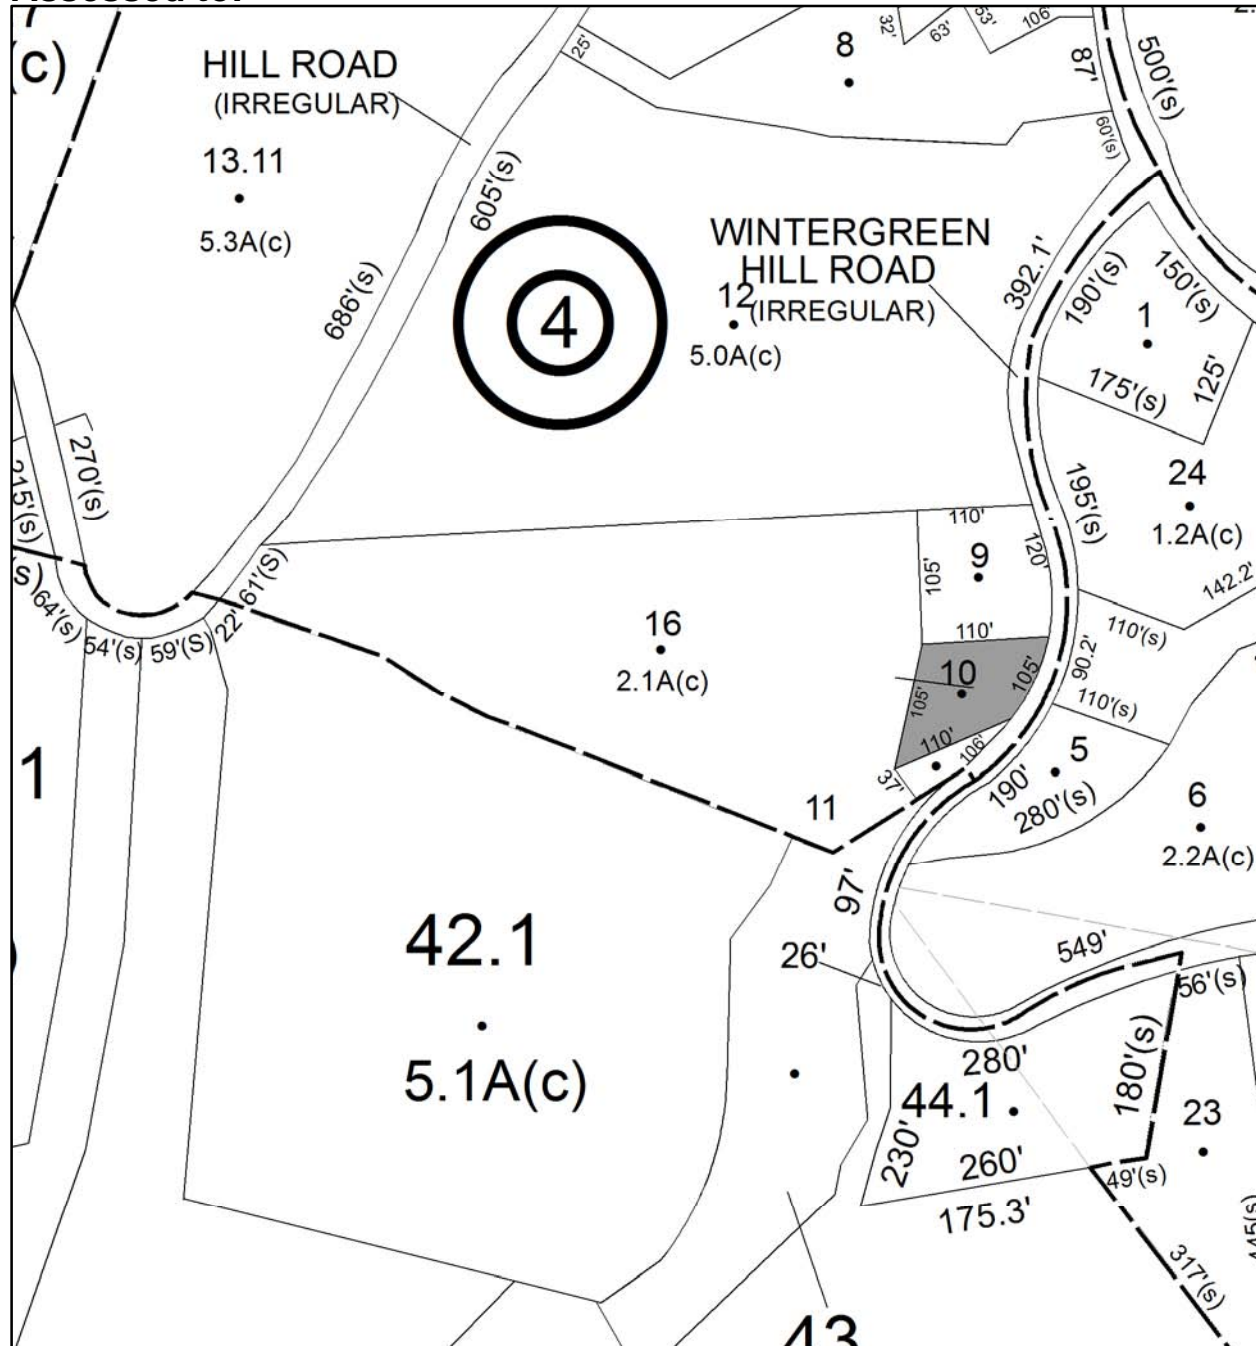 8
32'
63'
53'
106'
87'
500'(s)
25'
HILL ROAD
(IRREGULAR)
(c)
13.11
5.3A(c)
605'(s)
686'(s)
60'(s)
WINTERGREEN
HILL ROAD
(IRREGULAR)
392.1'
190'(s)
150'(s)
1
175'(s)
125'
4
12
5.0A(c)
270'(s)
215'(s)
24
1.2A(c)
195'(s)
142.2'
110'
9
120'
105'
110'
64'(s)
54'(s)
59'(S)
22'
61'(S)
16
2.1A(c)
10
105'
105'
110'
106'
37'
90.2'
110'(s)
110'(s)
5
190'
280'(s)
6
2.2A(c)
11
1
97'
42.1
5.1A(c)
26'
549'
56'(s)
280'
44.1
180'(s)
23
230'
260'
49'(s)
175.3'
317'(s)
43